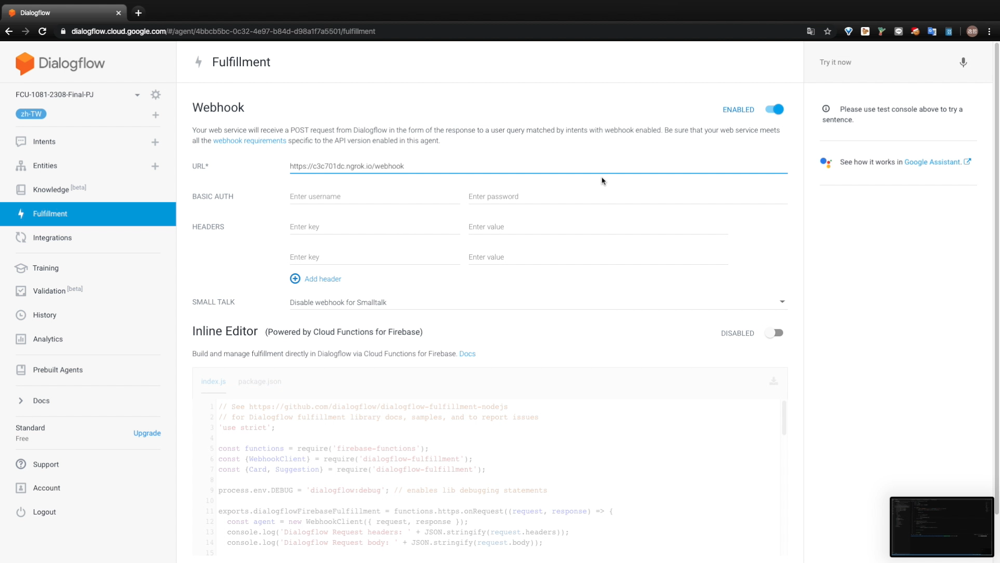 Dialogflow
dialogflow.cloud.google.com/#/agent/4bbcb5bc-0c32-4e97-b84d-d98a1f7a5501/fulfillment
逸哲
Dialogflow
FCU-1081-2308-Final-PJ
zh-TW
Intents
Entities
Knowledge [beta]
Fulfillment
Integrations
Training
Validation [beta]
History
Analytics
Prebuilt Agents
Docs
Standard
Free
Upgrade
Support
Account
Logout
Fulfillment
Webhook
ENABLED
Your web service will receive a POST request from Dialogflow in the form of the response to a user query matched by intents with webhook enabled. Be sure that your web service meets
all the webhook requirements specific to the API version enabled in this agent.
URL*
https://c3c701dc.ngrok.io/webhook
BASIC AUTH
Enter username
Enter password
HEADERS
Enter key
Enter value
Enter key
Enter value
Add header
SMALL TALK
Disable webhook for Smalltalk
Inline Editor (Powered by Cloud Functions for Firebase)
DISABLED
Build and manage fulfillment directly in Dialogflow via Cloud Functions for Firebase. Docs
index.js
package.json
1 // See https://github.com/dialogflow/dialogflow-fulfillment-nodejs
2 // for Dialogflow fulfillment library docs, samples, and to report issues
3 'use strict';
4
5 const functions = require('firebase-functions');
6 const {WebhookClient} = require('dialogflow-fulfillment');
7 const {Card, Suggestion} = require('dialogflow-fulfillment');
8
9 process.env.DEBUG = 'dialogflow:debug'; // enables lib debugging statements
10
11 exports.dialogflowFirebaseFulfillment = functions.https.onRequest((request, response) => {
12 const agent = new WebhookClient({ request, response });
13 console.log('Dialogflow Request headers: ' + JSON.stringify(request.headers));
14 console.log('Dialogflow Request body: ' + JSON.stringify(request.body));
15
Try it now
Please use test console above to try a
sentence.
See how it works in Google Assistant.